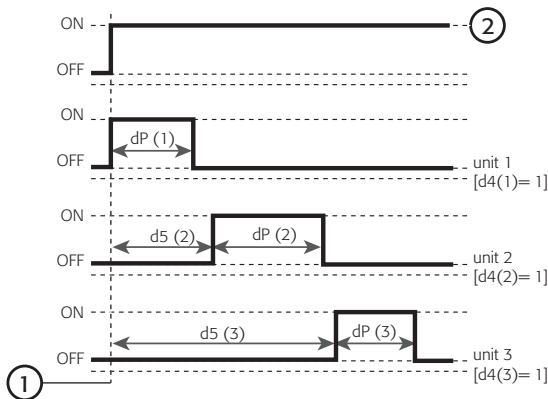 ON
2
OFF
ON
dP (1)
OFF
unit 1
[d4(1)= 1]
ON
d5 (2)
dP (2)
OFF
unit 2
[d4(2)= 1]
ON
d5 (3)
dP (3)
OFF
unit 3
[d4(3)= 1]
1